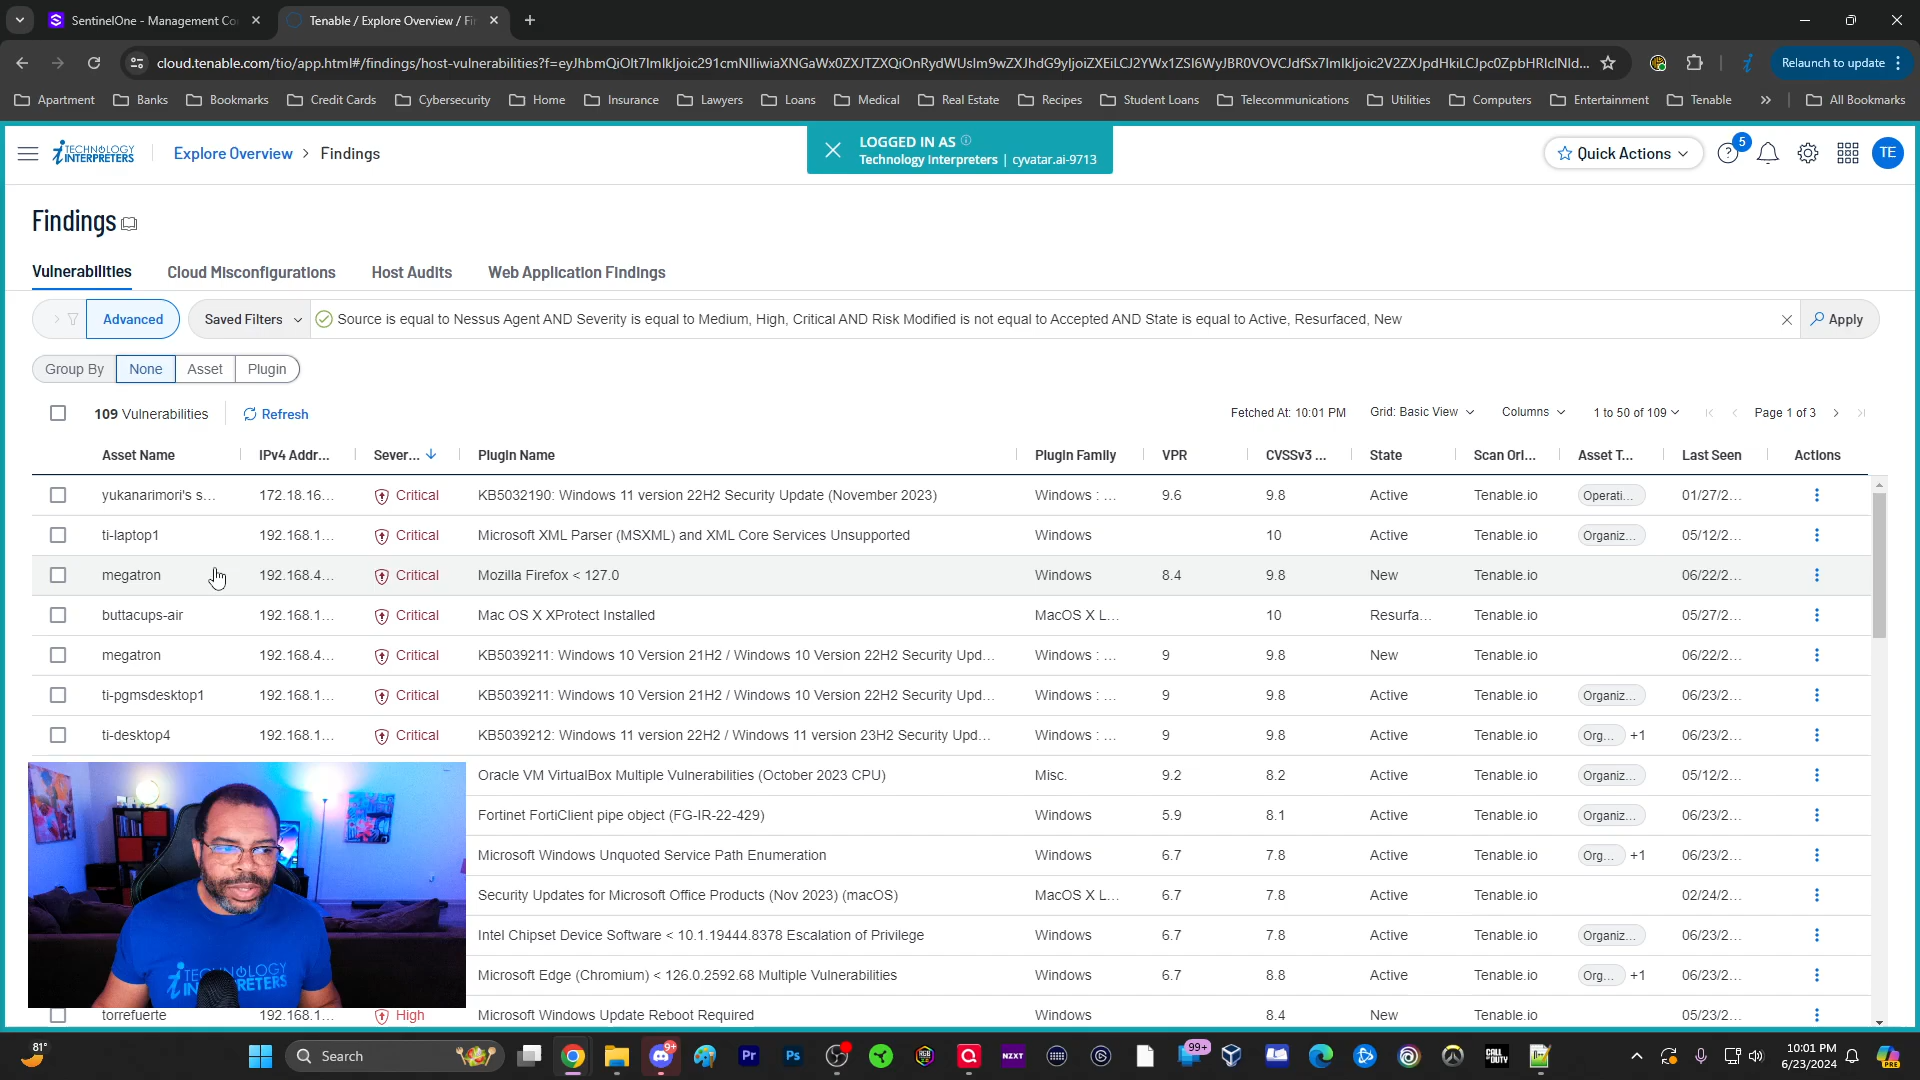 SentinelOne - Management Co
Tenable / Explore Overview / Fi
Relaunch to update
Apartment Banks Bookmarks Credit Cards Cybersecurity Home Insurance Lawyers Loans Medical Real Estate Recipes Student Loans Telecommunications Utilities Computers Entertainment Tenable All Bookmarks
TECHNOLOGY INTERPRETERS
Explore Overview > Findings
LOGGED IN AS
Technology Interpreters | cyvatar.ai-9713
Quick Actions
5
TE
Findings
Vulnerabilities Cloud Misconfigurations Host Audits Web Application Findings
Advanced Saved Filters Source is equal to Nessus Agent AND Severity is equal to Medium, High, Critical AND Risk Modified is not equal to Accepted AND State is equal to Active, Resurfaced, New Apply
Group By None Asset Plugin
109 Vulnerabilities Refresh Fetched At: 10:01 PM Grid: Basic View Columns 1 to 50 of 109 Page 1 of 3
Asset Name IPv4 Addr... Sever... Plugin Name Plugin Family VPR CVSSv3 ... State Scan Ori... Asset T... Last Seen Actions
yukanarimori's s... 172.18.16... Critical KB5032190: Windows 11 version 22H2 Security Update (November 2023) Windows : ... 9.6 9.8 Active Tenable.io Operati... 01/27/2...
ti-laptop1 192.168.1... Critical Microsoft XML Parser (MSXML) and XML Core Services Unsupported Windows 10 Active Tenable.io Organiz... 05/12/2...
megatron 192.168.4... Critical Mozilla Firefox < 127.0 Windows 8.4 9.8 New Tenable.io 06/22/2...
buttacups-air 192.168.1... Critical Mac OS X XProtect Installed MacOS X L... 10 Resurfa... Tenable.io 05/27/2...
megatron 192.168.4... Critical KB5039211: Windows 10 Version 21H2 / Windows 10 Version 22H2 Security Upd... Windows : ... 9 9.8 New Tenable.io 06/22/2...
ti-pgmsdesktop1 192.168.1... Critical KB5039211: Windows 10 Version 21H2 / Windows 10 Version 22H2 Security Upd... Windows : ... 9 9.8 Active Tenable.io Organiz... 06/23/2...
ti-desktop4 192.168.1... Critical KB5039212: Windows 11 version 22H2 / Windows 11 version 23H2 Security Upd... Windows : ... 9 9.8 Active Tenable.io Org... +1 06/23/2...
Oracle VM VirtualBox Multiple Vulnerabilities (October 2023 CPU) Misc. 9.2 8.2 Active Tenable.io Organiz... 05/12/2...
Fortinet FortiClient pipe object (FG-IR-22-429) Windows 5.9 8.1 Active Tenable.io Organiz... 06/23/2...
Microsoft Windows Unquoted Service Path Enumeration Windows 6.7 7.8 Active Tenable.io Org... +1 06/23/2...
Security Updates for Microsoft Office Products (Nov 2023) (macOS) MacOS X L... 6.7 7.8 Active Tenable.io 02/24/2...
Intel Chipset Device Software < 10.1.19444.8378 Escalation of Privilege Windows 6.7 7.8 Active Tenable.io Organiz... 06/23/2...
Microsoft Edge (Chromium) < 126.0.2592.68 Multiple Vulnerabilities Windows 6.7 8.8 Active Tenable.io Org... +1 06/23/2...
torrefuerte 192.168.1... High Microsoft Windows Update Reboot Required Windows 8.4 New Tenable.io 05/23/2...
81° Search 9+ Pr Ps NZXT 99+ CALL DUTY 10:01 PM
6/23/2024